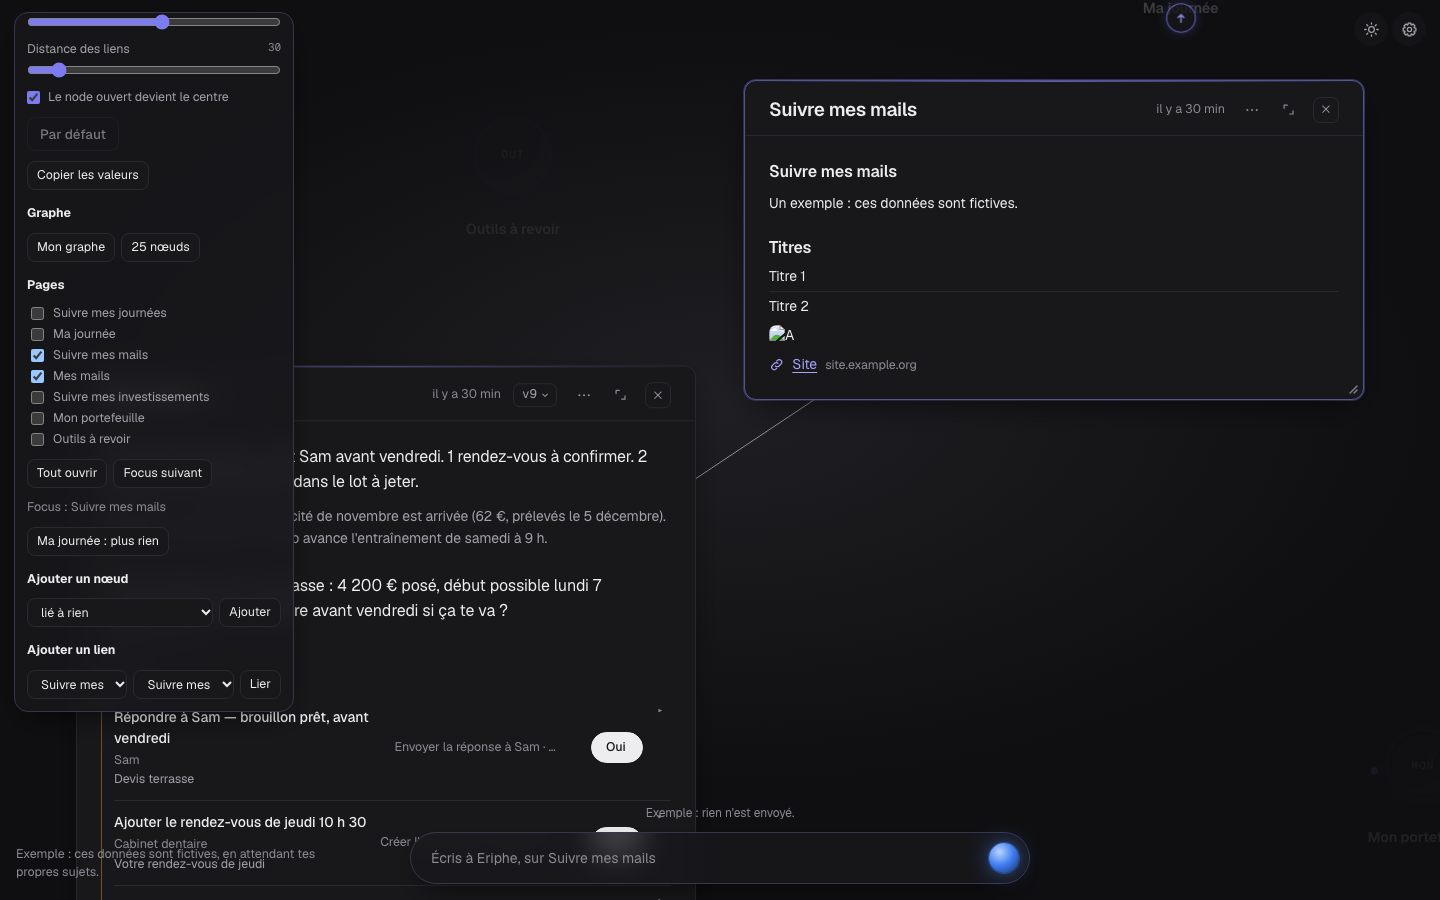 Distance des liens 30
Le node ouvert devient le centre
Par défaut
Copier les valeurs
Graphe
Mon graphe 25 nœuds
Pages
Suivre mes journées
Ma journée
Suivre mes mails
Mes mails
Suivre mes investissements
Mon portefeuille
Outils à revoir
Tout ouvrir Focus suivant
Focus : Suivre mes mails
Ma journée : plus rien
Ajouter un nœud
lié à rien Ajouter
Ajouter un lien
Suivre mes Suivre mes Lier
OUT
Outils à revoir
Ma journée
Suivre mes mails il y a 30 min
Suivre mes mails
Un exemple : ces données sont fictives.
Titres
Titre 1
Titre 2
A
Site site.example.org
il y a 30 min v9
Sam avant vendredi. 1 rendez-vous à confirmer. 2
dans le lot à jeter.
cité de novembre est arrivée (62 €, prélevés le 5 décembre).
avance l'entraînement de samedi à 9 h.
asse : 4 200 € posé, début possible lundi 7
re avant vendredi si ça te va ?
Répondre à Sam — brouillon prêt, avant
vendredi
Sam
Devis terrasse
Envoyer la réponse à Sam · …
Oui
Ajouter le rendez-vous de jeudi 10 h 30
Cabinet dentaire
Votre rendez-vous de jeudi
Créer l'
Exemple : rien n'est envoyé.
Exemple : ces données sont fictives, en attendant tes
propres sujets.
Écris à Eriphe, sur Suivre mes mails
MON
Mon portef